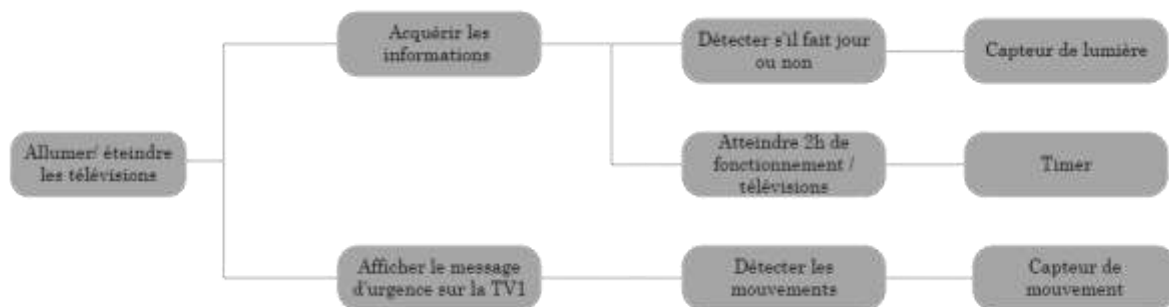 Acquérir les
informations
Détecter s'il fait jour
ou non
Capteur de lumière
Allumer/ éteindre
les télévisions
Atteindre 2h de
fonctionnement /
télévisions
Timer
Afficher le message
d'urgence sur la TV1
Détecter les
mouvements
Capteur de
mouvement